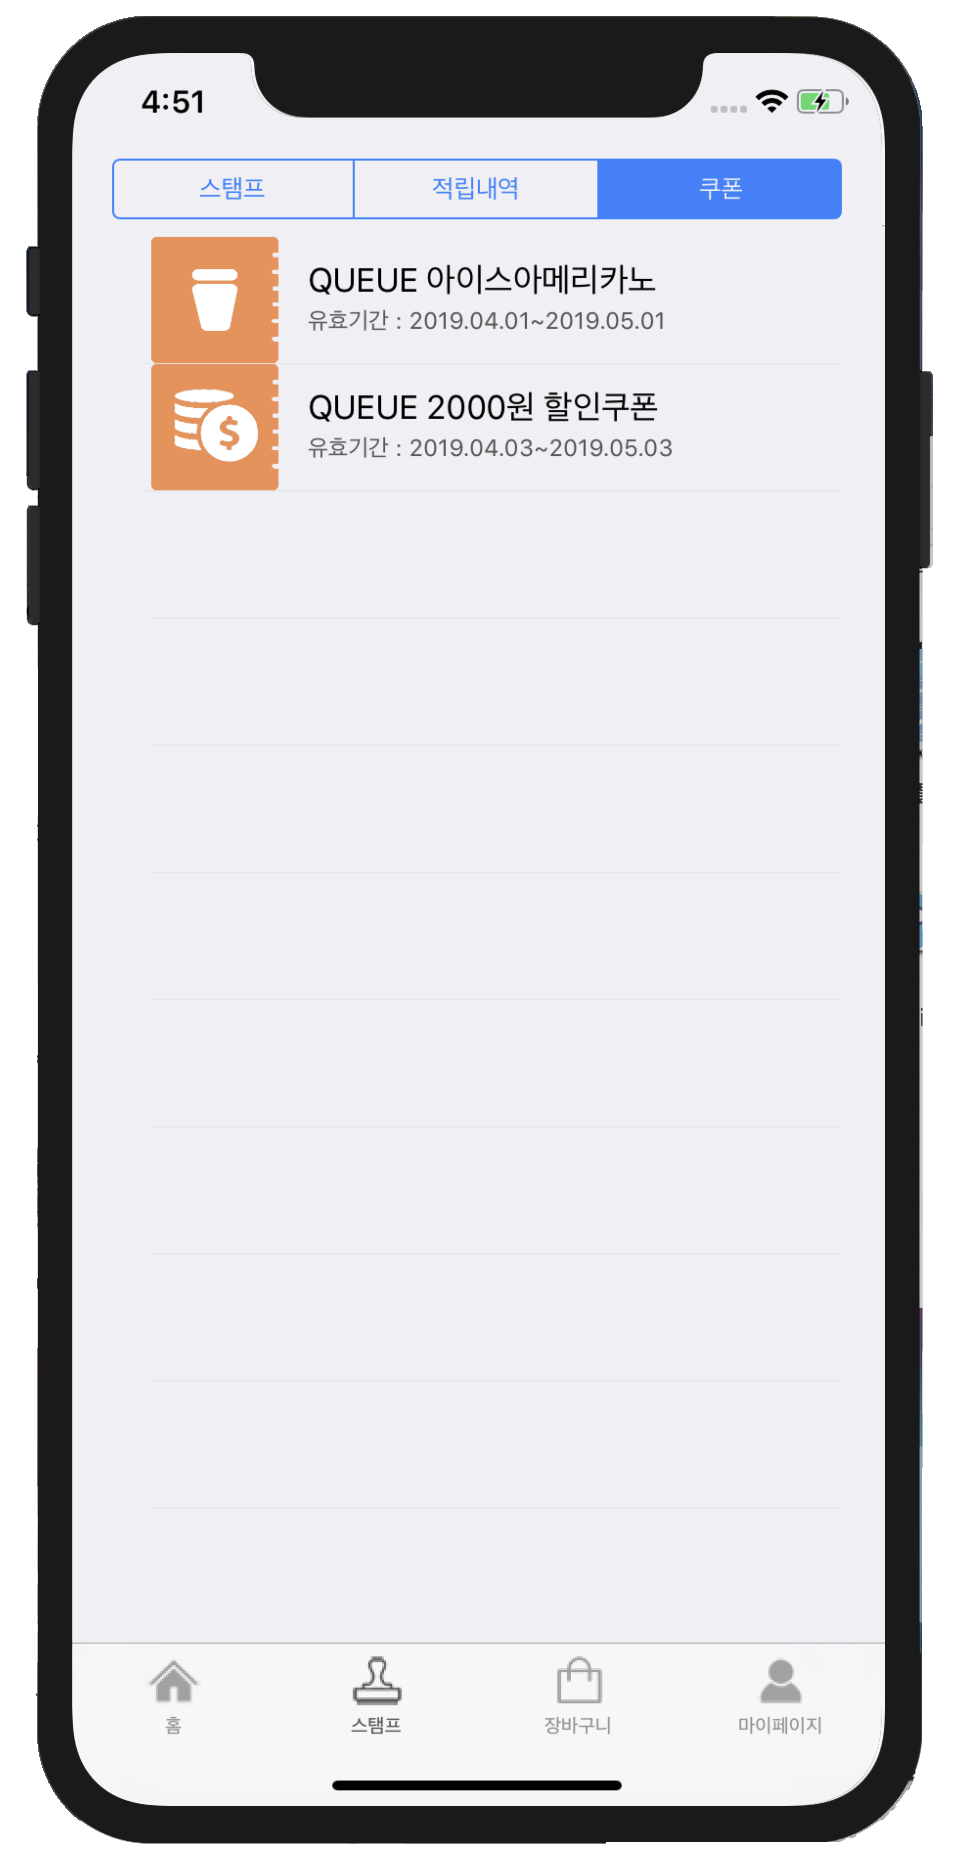 4:51
스탬프 적립내역 쿠폰
QUEUE 아이스아메리카노
유효기간 : 2019.04.01~2019.05.01
QUEUE 2000원 할인쿠폰
유효기간 : 2019.04.03~2019.05.03
홈 스탬프 장바구니 마이페이지